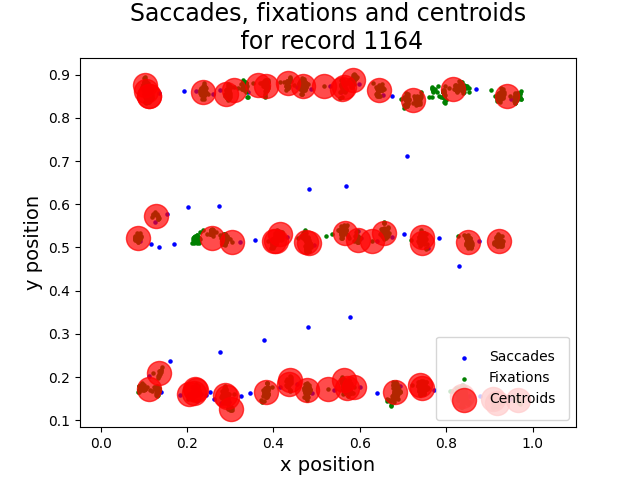 Saccades, fixations and centroids
for record 1164
y position
0.9
0.8
0.7
0.6
0.5
0.4
0.3
0.2
0.1
0.0
0.2
0.4
0.6
0.8
1.0
x position
Saccades
Fixations
Centroids